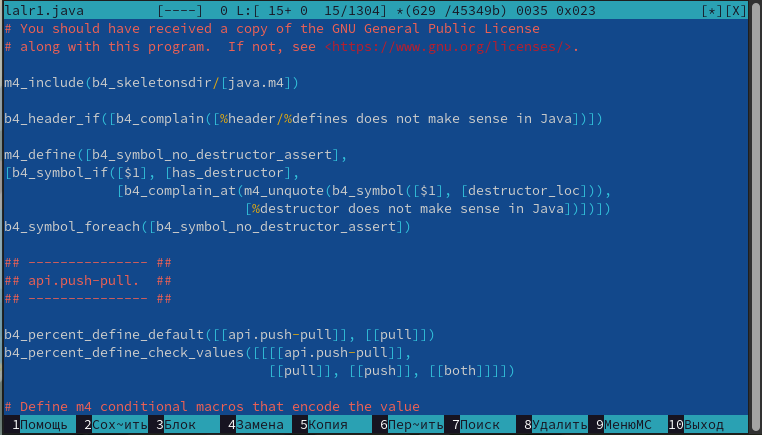 lalr1.java         [----]  0 L:[ 15+ 0  15/1304] *(629 /45349b) 0035 0x023                  [*][X]
# You should have received a copy of the GNU General Public License
# along with this program.  If not, see <https://www.gnu.org/licenses/>.

m4_include(b4_skeletonsdir/[java.m4])

b4_header_if([b4_complain([%header/%defines does not make sense in Java])])

m4_define([b4_symbol_no_destructor_assert],
[b4_symbol_if([$1], [has_destructor],
              [b4_complain_at(m4_unquote(b4_symbol([$1], [destructor_loc])),
                              [%destructor does not make sense in Java])])])
b4_symbol_foreach([b4_symbol_no_destructor_assert])

## --------------- ##
## api.push-pull.  ##
## --------------- ##

b4_percent_define_default([[api.push-pull]], [[pull]])
b4_percent_define_check_values([[[[api.push-pull]],
                                 [[pull]], [[push]], [[both]]]])

# Define m4 conditional macros that encode the value
1Помощь 2Сох~ить 3Блок 4Замена 5Копия 6Пер~ить 7Поиск 8Удалить 9МенюMC 10Выход